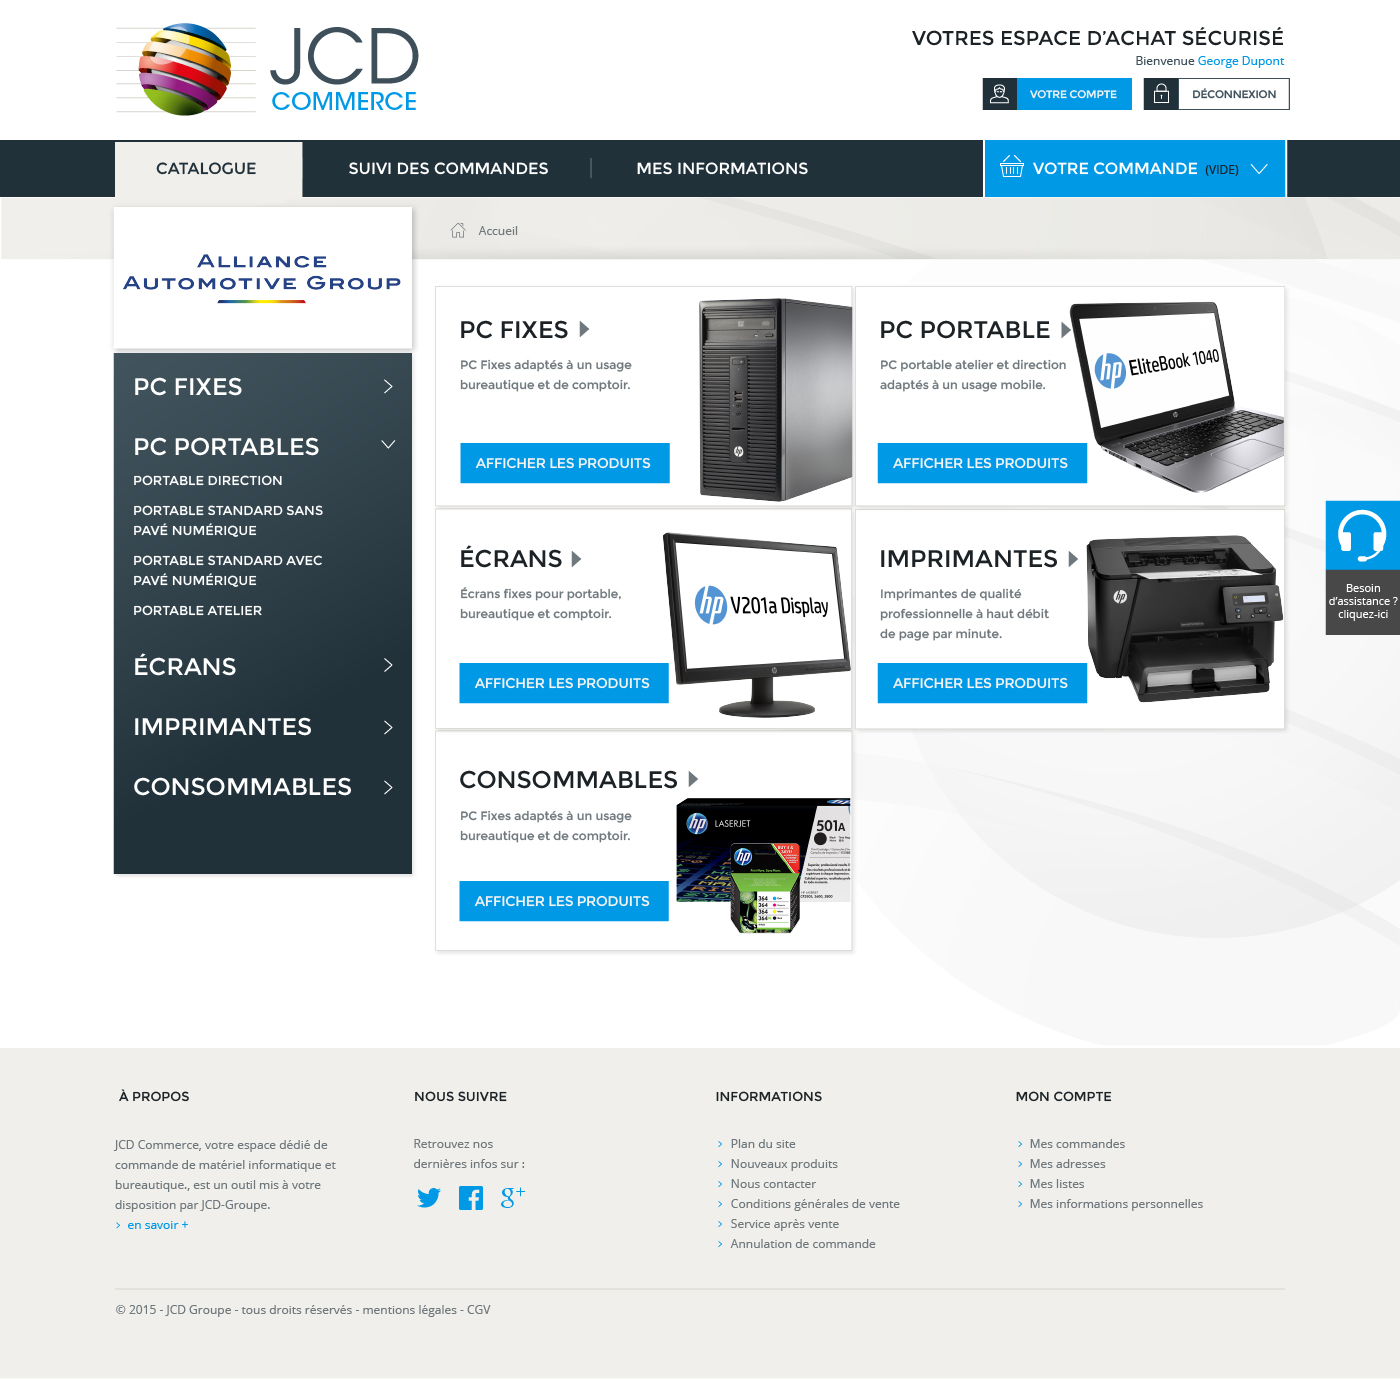 JCD
COMMERCE
VOTRES ESPACE D'ACHAT SÉCURISÉ
Bienvenue George Dupont
VOTRE COMPTE
DÉCONNEXION
CATALOGUE
SUIVI DES COMMANDES
MES INFORMATIONS
VOTRE COMMANDE (VIDE)
ALLIANCE
AUTOMOTIVE GROUP
Accueil
PC FIXES
PC PORTABLES
PORTABLE DIRECTION
PORTABLE STANDARD SANS
PAVÉ NUMÉRIQUE
PORTABLE STANDARD AVEC
PAVÉ NUMÉRIQUE
PORTABLE ATELIER
ÉCRANS
IMPRIMANTES
CONSOMMABLES
PC FIXES
PC Fixes adaptés à un usage
bureautique et de comptoir.
AFFICHER LES PRODUITS
hp
PC PORTABLE
PC portable atelier et direction
adaptés à un usage mobile.
AFFICHER LES PRODUITS
hp EliteBook 1040
ÉCRANS
Écrans fixes pour portable,
bureautique et comptoir.
AFFICHER LES PRODUITS
hp V201a Display
IMPRIMANTES
Imprimantes de qualité
professionnelle à haut débit
de page par minute.
AFFICHER LES PRODUITS
hp
CONSOMMABLES
PC Fixes adaptés à un usage
bureautique et de comptoir.
AFFICHER LES PRODUITS
hp LASERJET
501A
hp
364
364
364
364
Besoin
d'assistance ?
cliquez-ici
À PROPOS
JCD Commerce, votre espace dédié de
commande de matériel informatique et
bureautique., est un outil mis à votre
disposition par JCD-Groupe.
en savoir +
NOUS SUIVRE
Retrouvez nos
dernières infos sur :
g+
INFORMATIONS
Plan du site
Nouveaux produits
Nous contacter
Conditions générales de vente
Service après vente
Annulation de commande
MON COMPTE
Mes commandes
Mes adresses
Mes listes
Mes informations personnelles
© 2015 - JCD Groupe - tous droits réservés - mentions légales - CGV